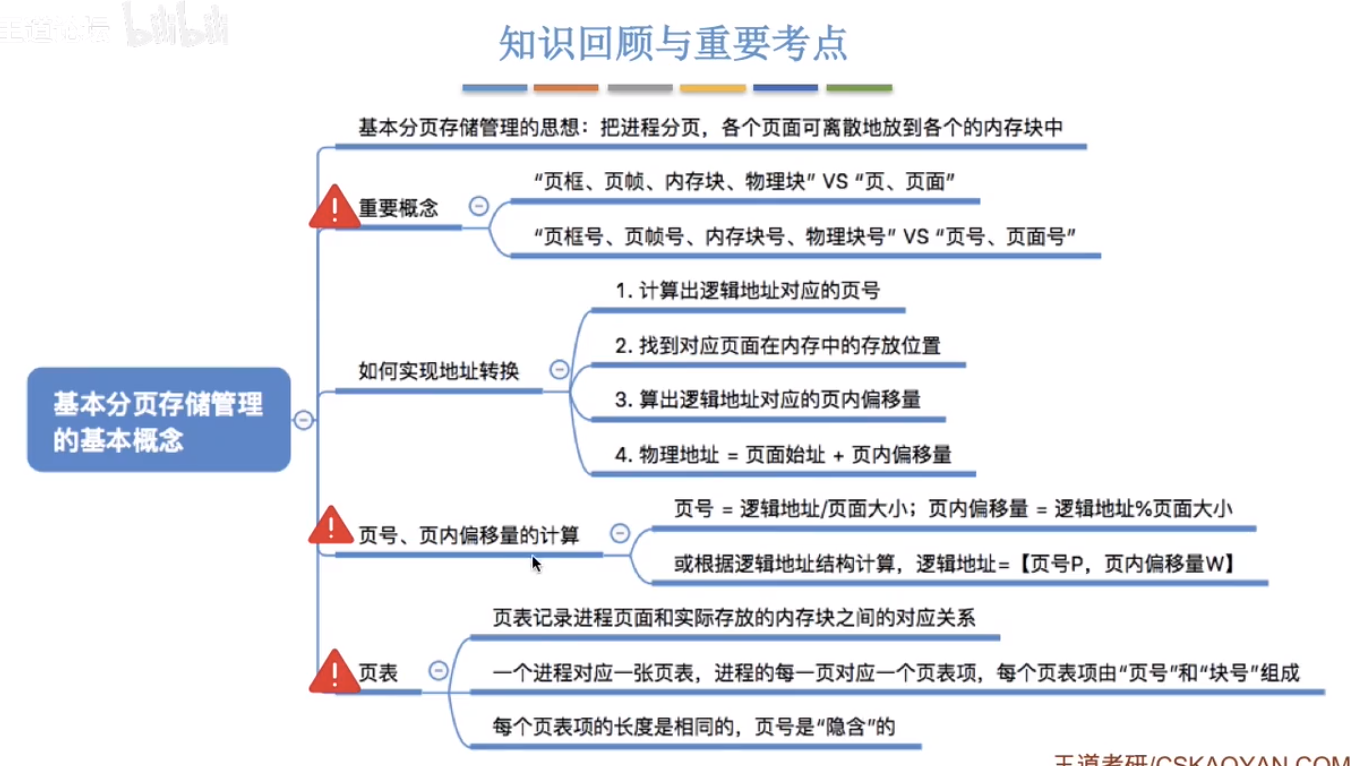 王道论坛 bilibili
知识回顾与重要考点
基本分页存储管理的思想：把进程分页，各个页面可离散地放到各个的内存块中
重要概念
“页框、页帧、内存块、物理块” VS “页、页面”
“页框号、页帧号、内存块号、物理块号” VS “页号、页面号”
基本分页存储管理
的基本概念
如何实现地址转换
1. 计算出逻辑地址对应的页号
2. 找到对应页面在内存中的存放位置
3. 算出逻辑地址对应的页内偏移量
4. 物理地址 = 页面始址 + 页内偏移量
页号、页内偏移量的计算
页号 = 逻辑地址/页面大小；页内偏移量 = 逻辑地址%页面大小
或根据逻辑地址结构计算，逻辑地址=【页号P，页内偏移量W】
页表
页表记录进程页面和实际存放的内存块之间的对应关系
一个进程对应一张页表，进程的每一页对应一个页表项，每个页表项由“页号”和“块号”组成
每个页表项的长度是相同的，页号是“隐含”的
王道考研/CSKAOYAN.COM